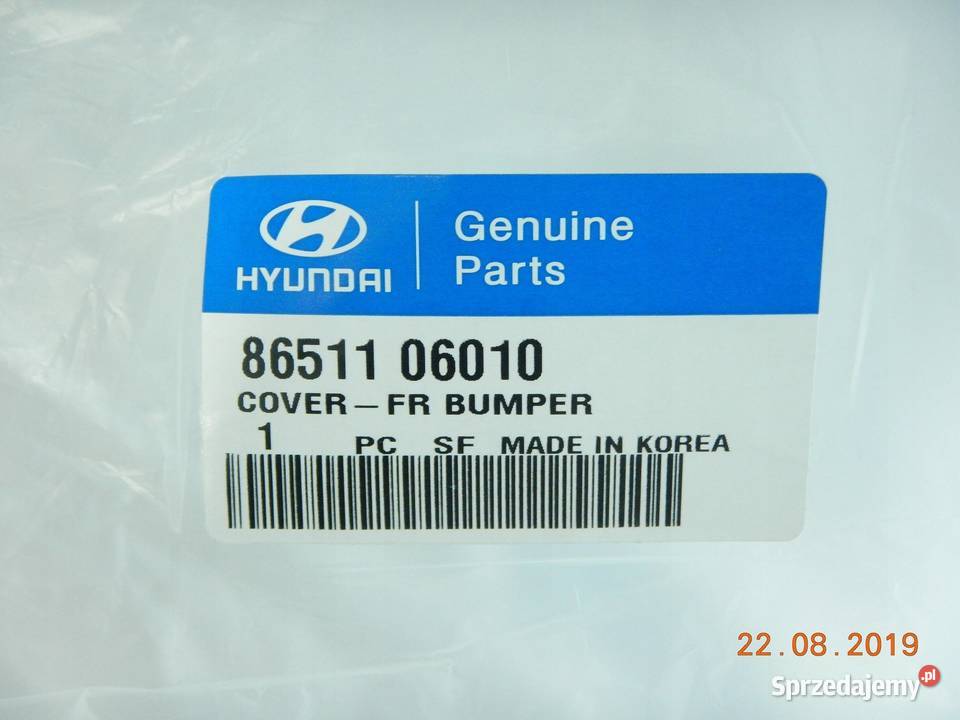 HYUNDAI
Genuine
Parts
86511 06010
COVER-FR BUMPER
1 PC SF MADE IN KOREA
22.08.2019
Sprzedajemy.pl